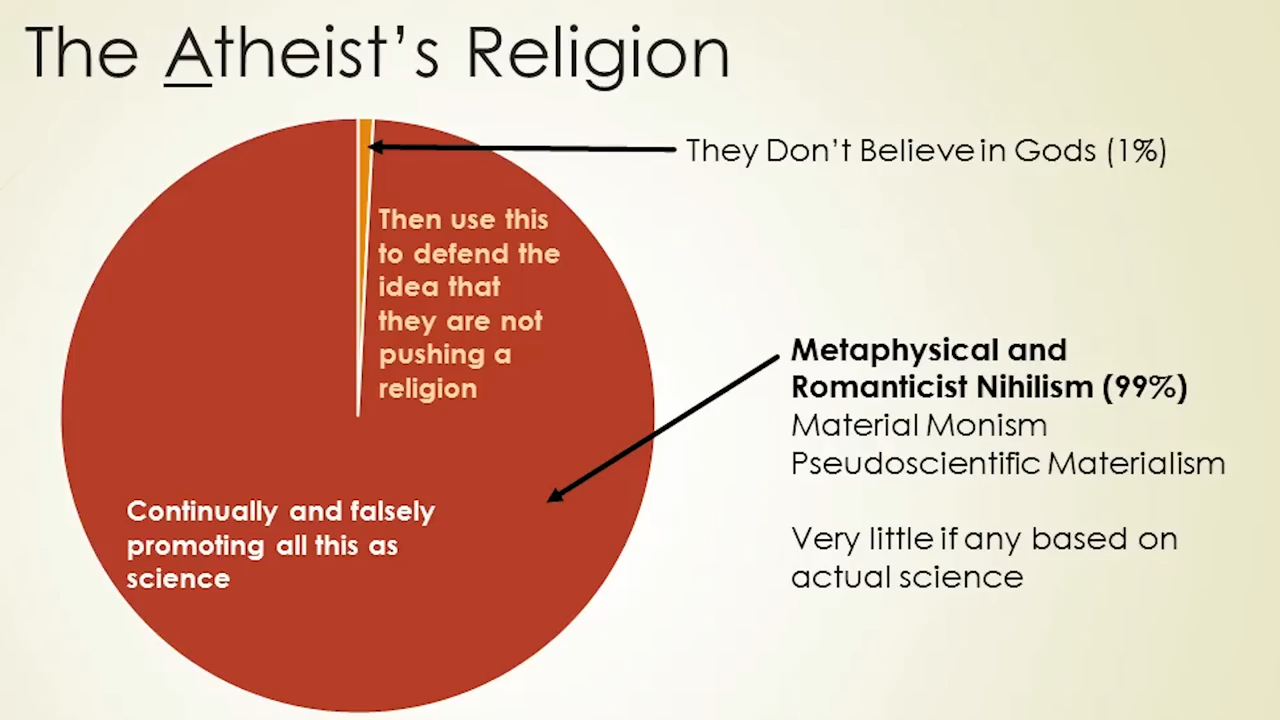 The Atheist's Religion
They Don't Believe in Gods (1%)
Then use this
to defend the
idea that
they are not
pushing a
religion
Metaphysical and
Romanticist Nihilism (99%)
Material Monism
Pseudoscientific Materialism
Very little if any based on
actual science
Continually and falsely
promoting all this as
science